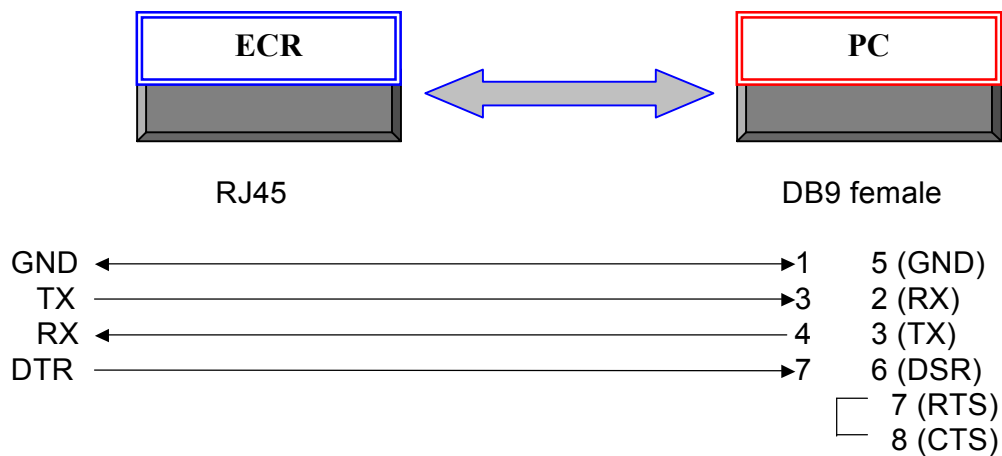 ECR PC
RJ45 DB9 female
GND 1 5 (GND)
TX 3 2 (RX)
RX 4 3 (TX)
DTR 7 6 (DSR)
7 (RTS)
8 (CTS)